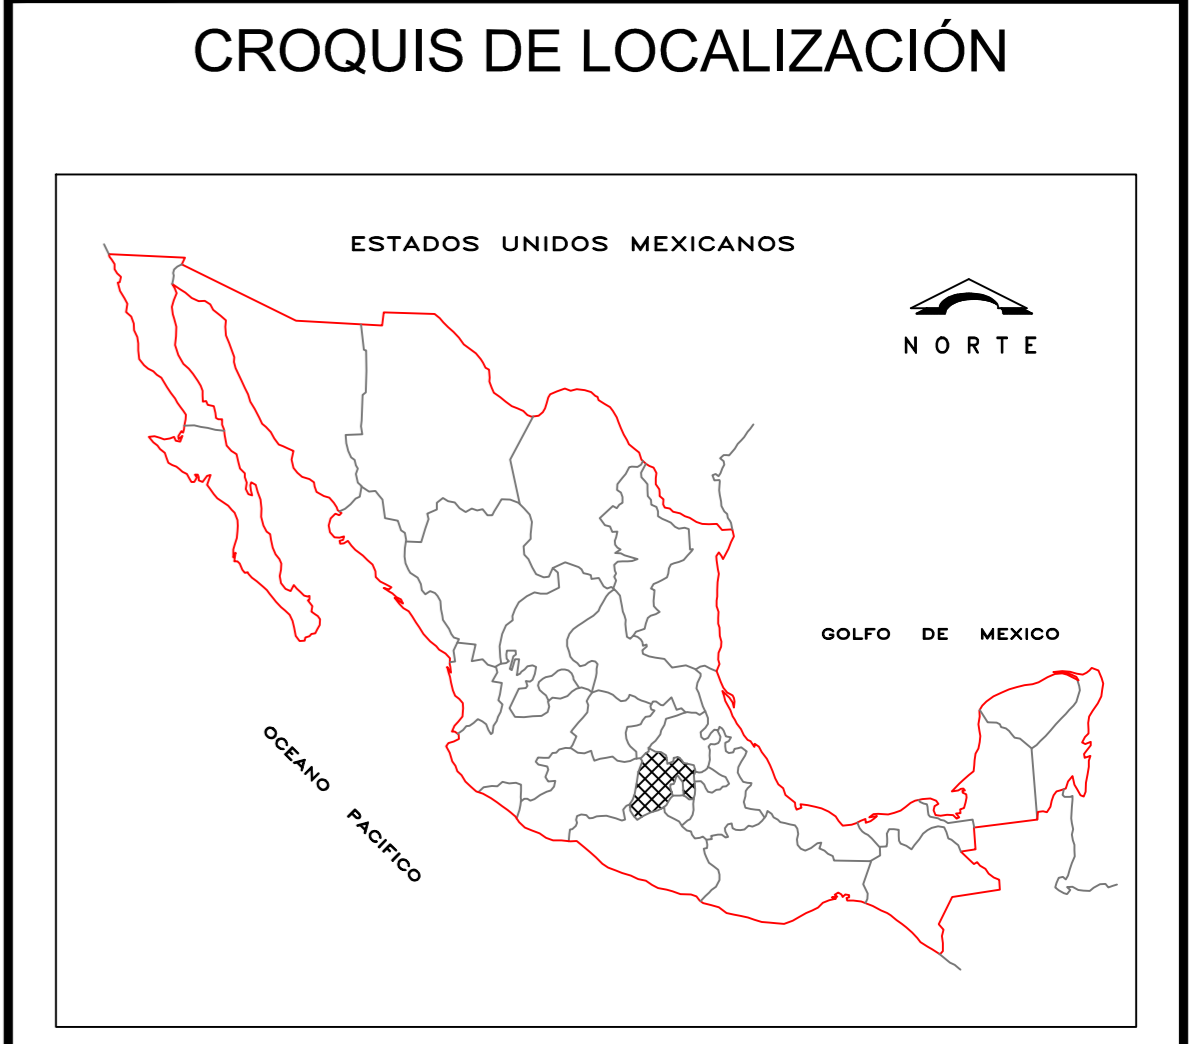 CROQUIS DE LOCALIZACIÓN
ESTADOS UNIDOS MEXICANOS
NORTE
GOLFO DE MEXICO
OCEANO PACIFICO